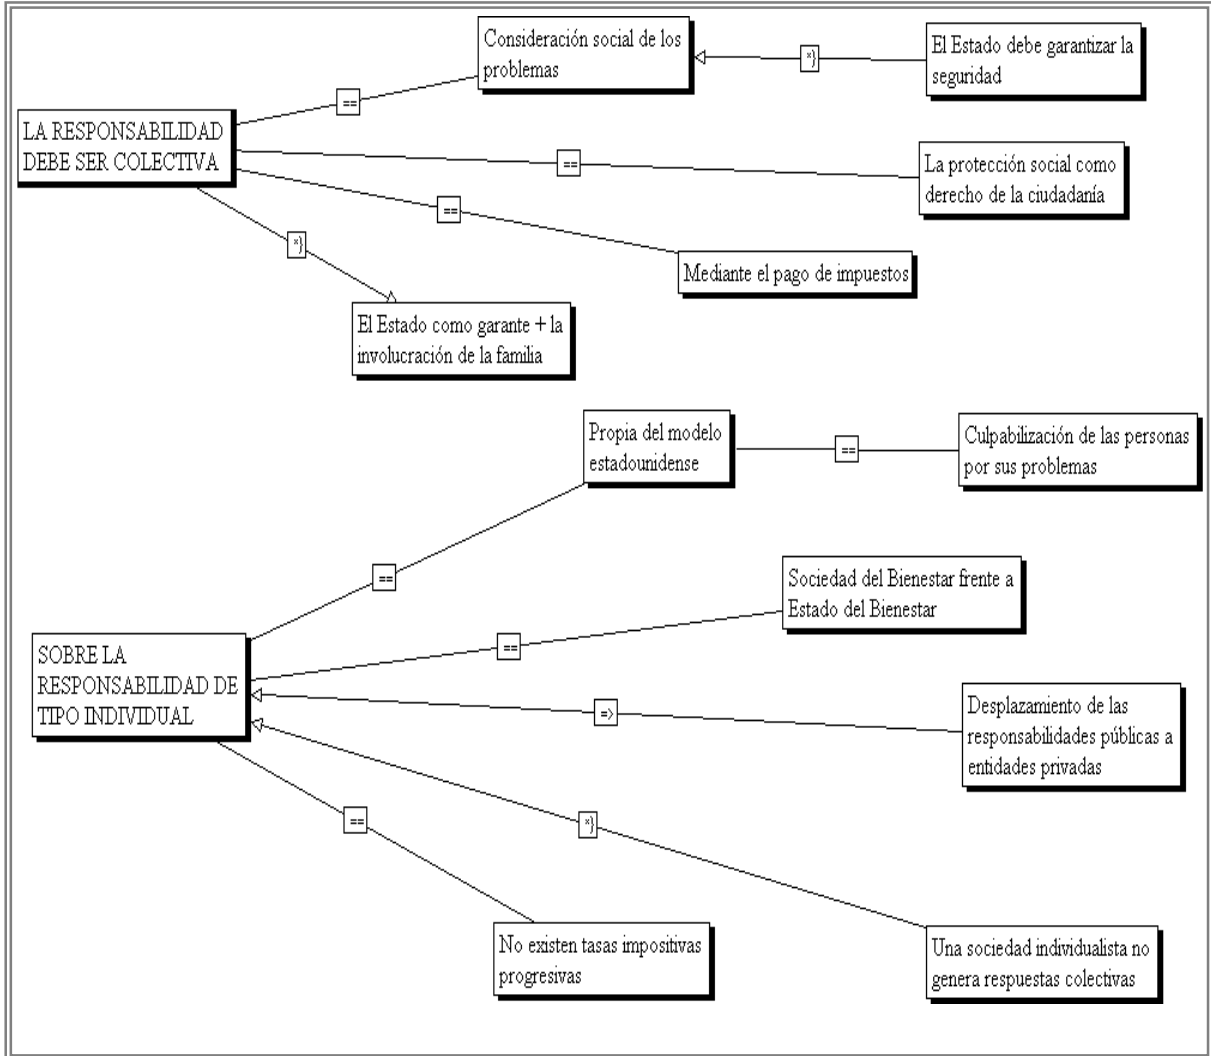 Consideración social de los
problemas
*}
El Estado debe garantizar la
seguridad
==
LA RESPONSABILIDAD
DEBE SER COLECTIVA
==
La protección social como
derecho de la ciudadanía
==
*}
Mediante el pago de impuestos
El Estado como garante + la
involucración de la familia
Propia del modelo
estadounidense
==
Culpabilización de las personas
por sus problemas
==
Sociedad del Bienestar frente a
Estado del Bienestar
==
SOBRE LA
RESPONSABILIDAD DE
TIPO INDIVIDUAL
=>
Desplazamiento de las
responsabilidades públicas a
entidades privadas
==
*}
No existen tasas impositivas
progresivas
Una sociedad individualista no
genera respuestas colectivas